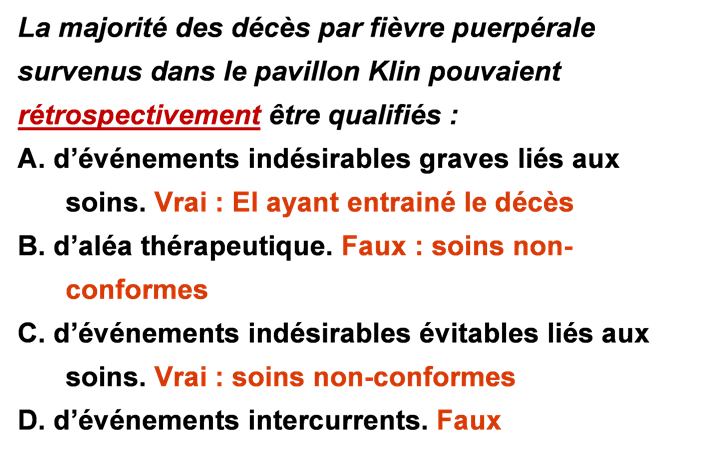 La majorité des décès par fièvre puerpérale
survenus dans le pavillon Klin pouvaient
rétrospectivement être qualifiés :
A. d’événements indésirables graves liés aux
soins. Vrai : EI ayant entrainé le décès
B. d’aléa thérapeutique. Faux : soins non-
conformes
C. d’événements indésirables évitables liés aux
soins. Vrai : soins non-conformes
D. d’événements intercurrents. Faux